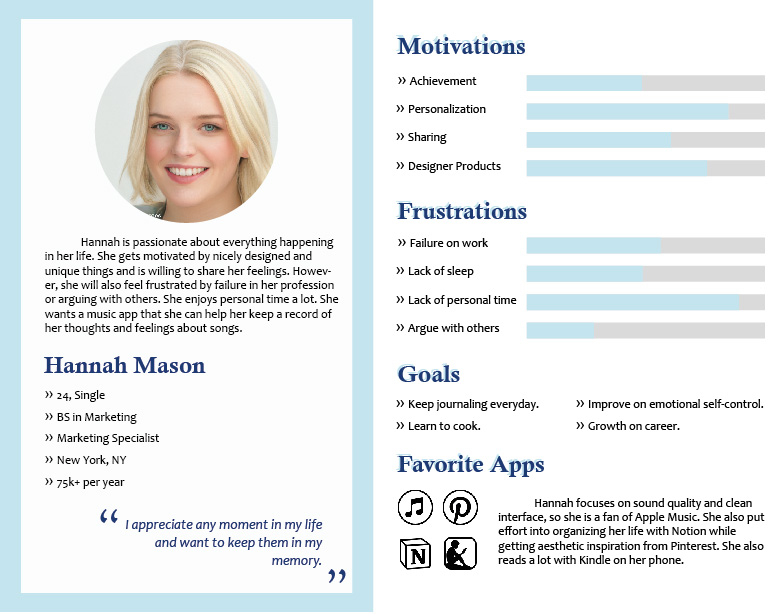 Hannah is passionate about everything happening
in her life. She gets motivated by nicely designed and
unique things and is willing to share her feelings. Howev-
er, she will also feel frustrated by failure in her profession
or arguing with others. She enjoys personal time a lot. She
wants a music app that she can help her keep a record of
her thoughts and feelings about songs.
Hannah Mason
» 24, Single
» BS in Marketing
» Marketing Specialist
» New York, NY
» 75k+ per year
“ I appreciate any moment in my life
and want to keep them in my
memory. ”
Motivations
» Achievement
» Personalization
» Sharing
» Designer Products
Frustrations
» Failure on work
» Lack of sleep
» Lack of personal time
» Argue with others
Goals
» Keep journaling everyday.
» Improve on emotional self-control.
» Learn to cook.
» Growth on career.
Favorite Apps
N
Hannah focuses on sound quality and clean
interface, so she is a fan of Apple Music. She also put
effort into organizing her life with Notion while
getting aesthetic inspiration from Pinterest. She also
reads a lot with Kindle on her phone.